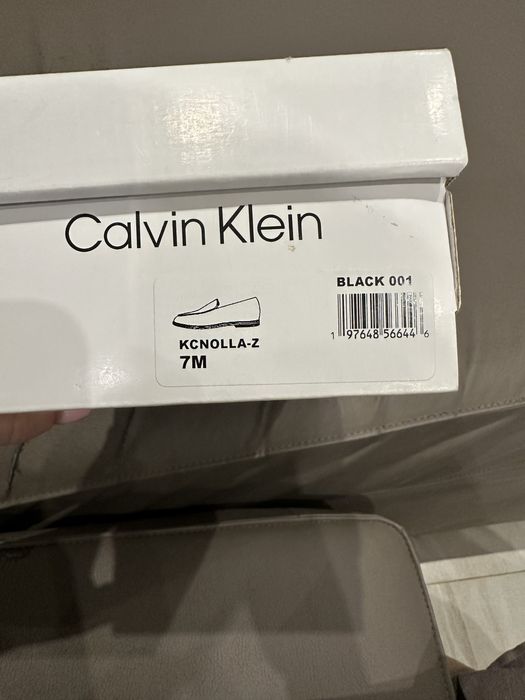 Calvin Klein
BLACK 001
1 97648 56644 6
KCNOLLA-Z
7M